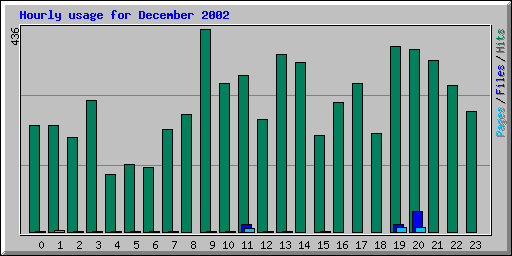 Hourly usage for December 2002
436
Pages / Files / Hits
0 1 2 3 4 5 6 7 8 9 10 11 12 13 14 15 16 17 18 19 20 21 22 23